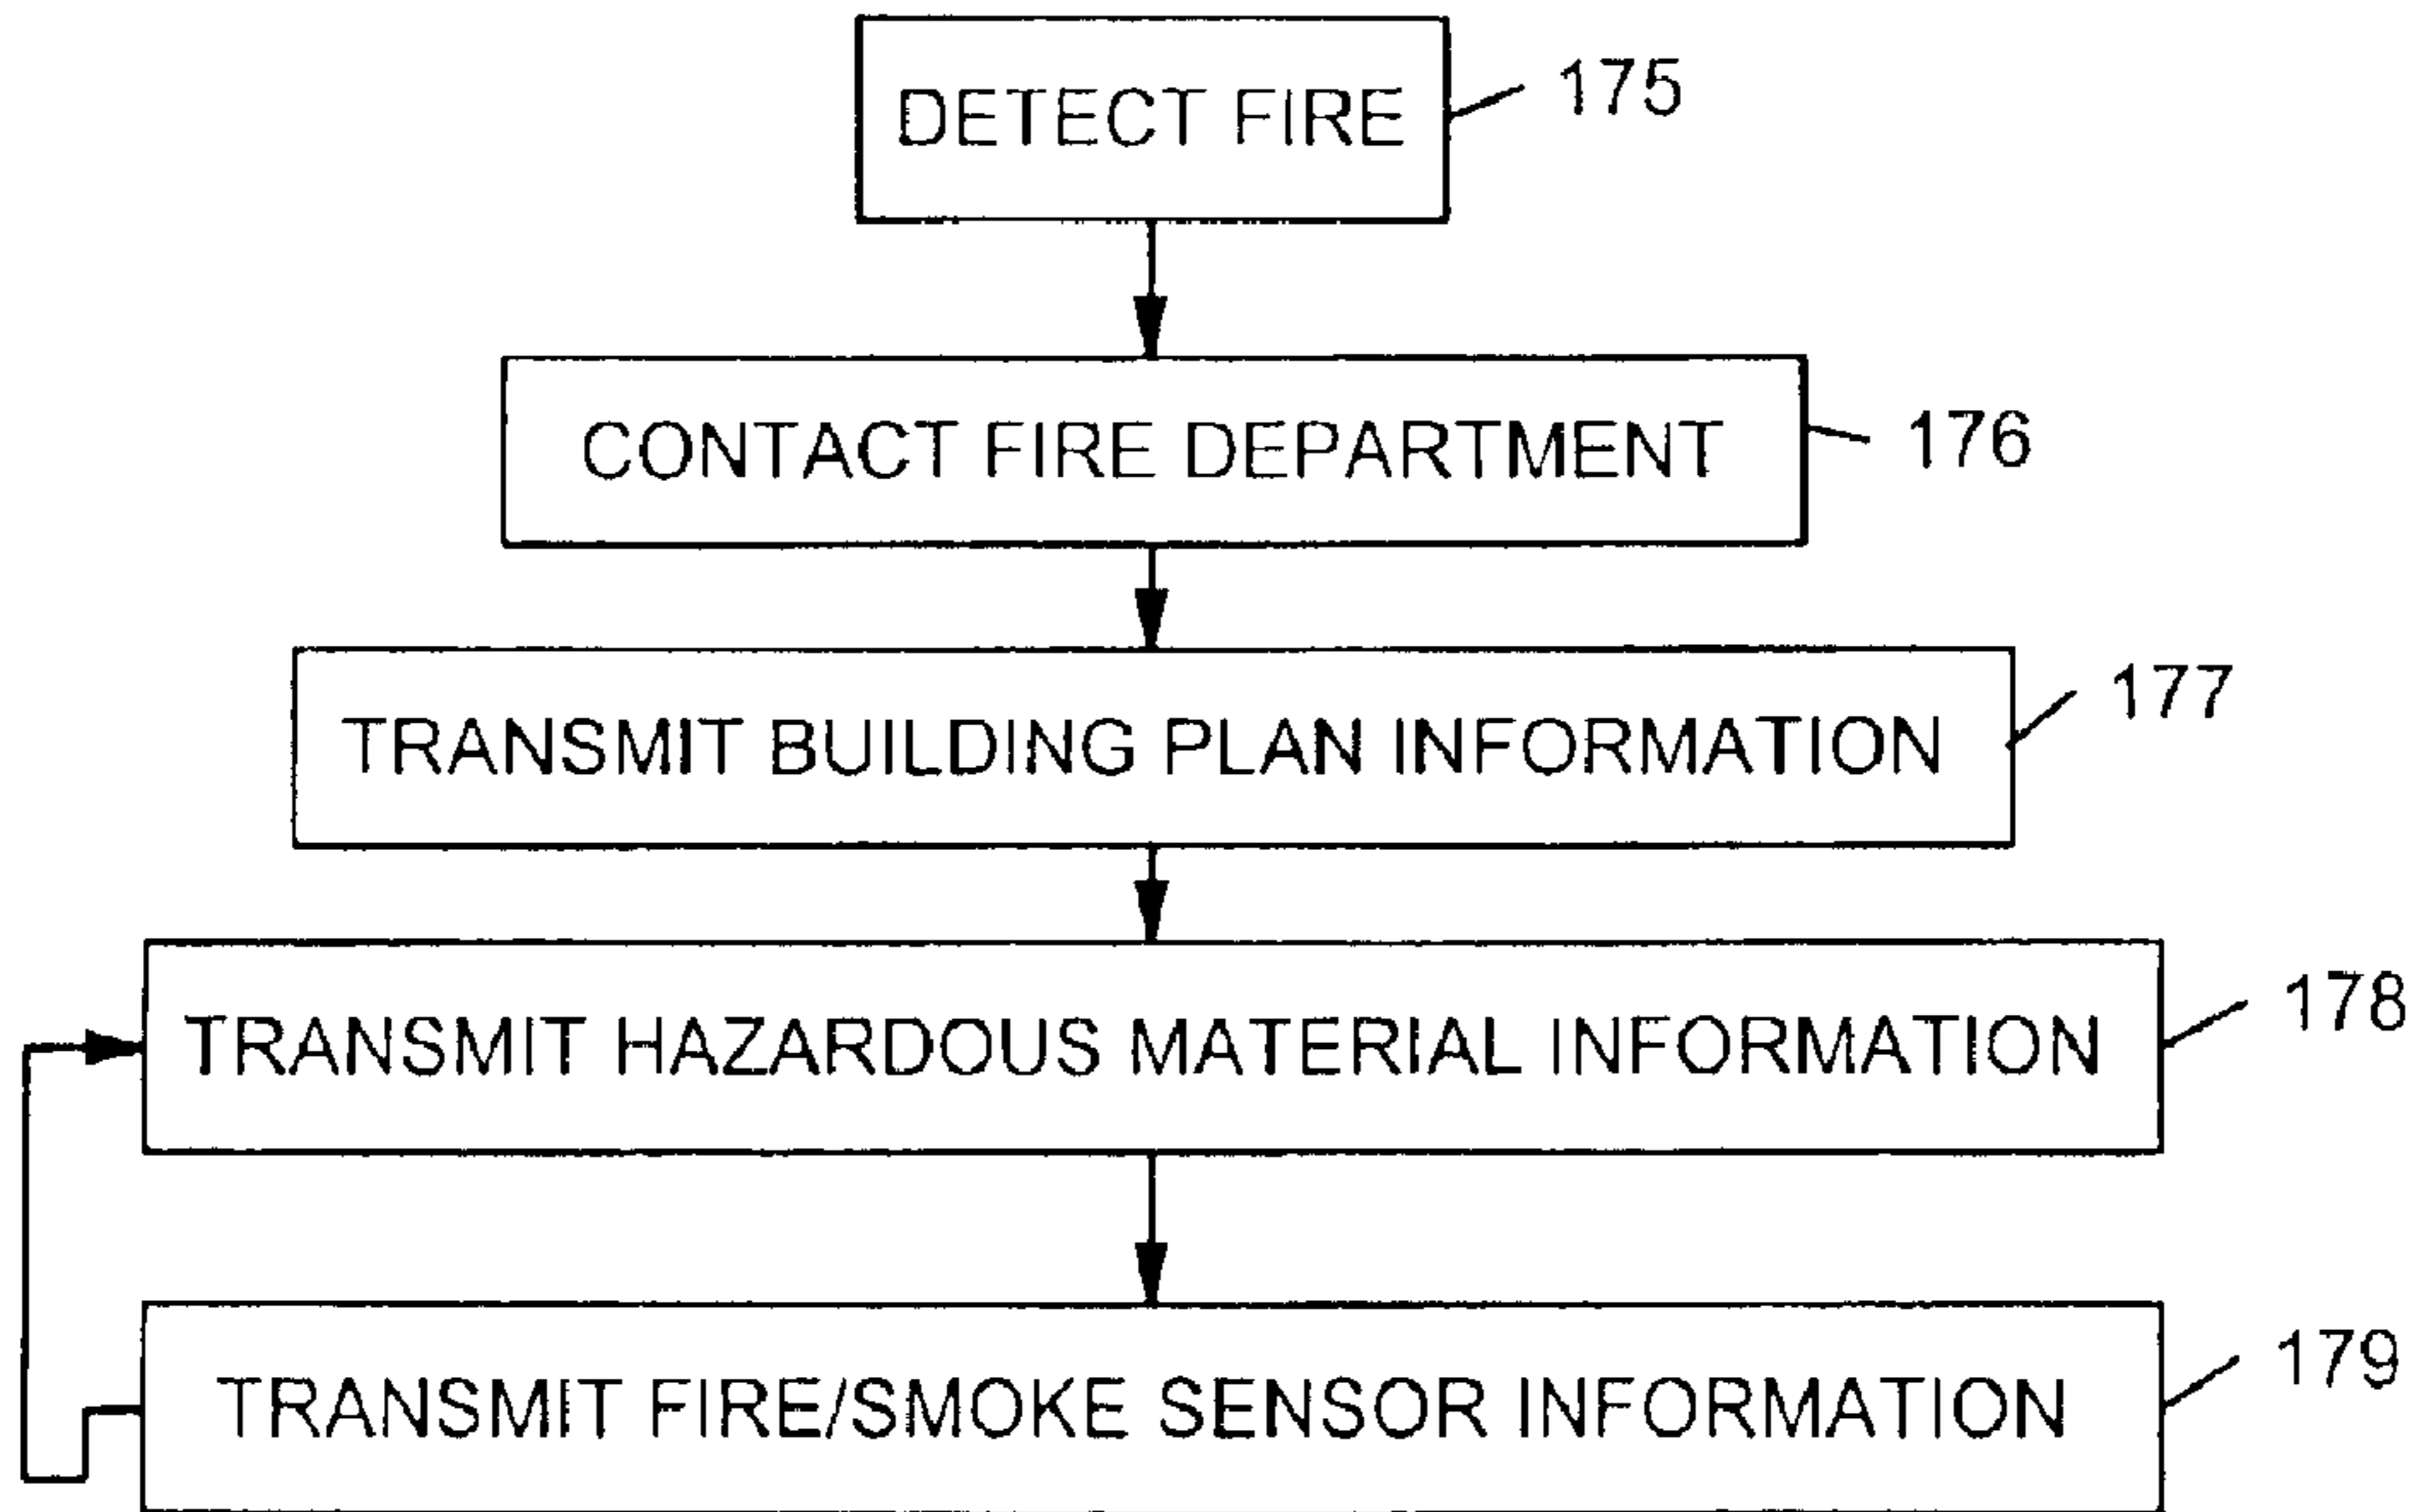 DETECT FIRE
175
CONTACT FIRE DEPARTMENT
176
TRANSMIT BUILDING PLAN INFORMATION
177
TRANSMIT HAZARDOUS MATERIAL INFORMATION
178
TRANSMIT FIRE/SMOKE SENSOR INFORMATION
179